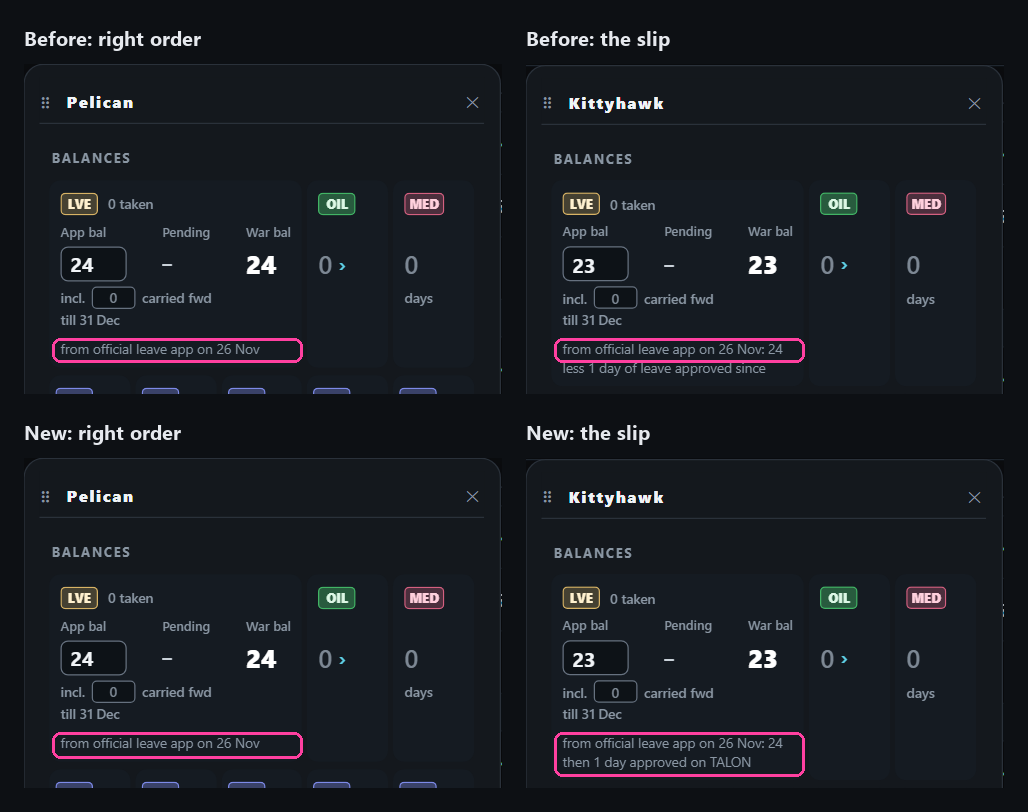 Before: right order
Pelican
BALANCES
LVE 0 taken OIL MED
App bal Pending War bal
24 – 24 0 › 0
incl. 0 carried fwd days
till 31 Dec
from official leave app on 26 Nov
Before: the slip
Kittyhawk
BALANCES
LVE 0 taken OIL MED
App bal Pending War bal
23 – 23 0 › 0
incl. 0 carried fwd days
till 31 Dec
from official leave app on 26 Nov: 24
less 1 day of leave approved since
New: right order
Pelican
BALANCES
LVE 0 taken OIL MED
App bal Pending War bal
24 – 24 0 › 0
incl. 0 carried fwd days
till 31 Dec
from official leave app on 26 Nov
New: the slip
Kittyhawk
BALANCES
LVE 0 taken OIL MED
App bal Pending War bal
23 – 23 0 › 0
incl. 0 carried fwd days
till 31 Dec
from official leave app on 26 Nov: 24
then 1 day approved on TALON